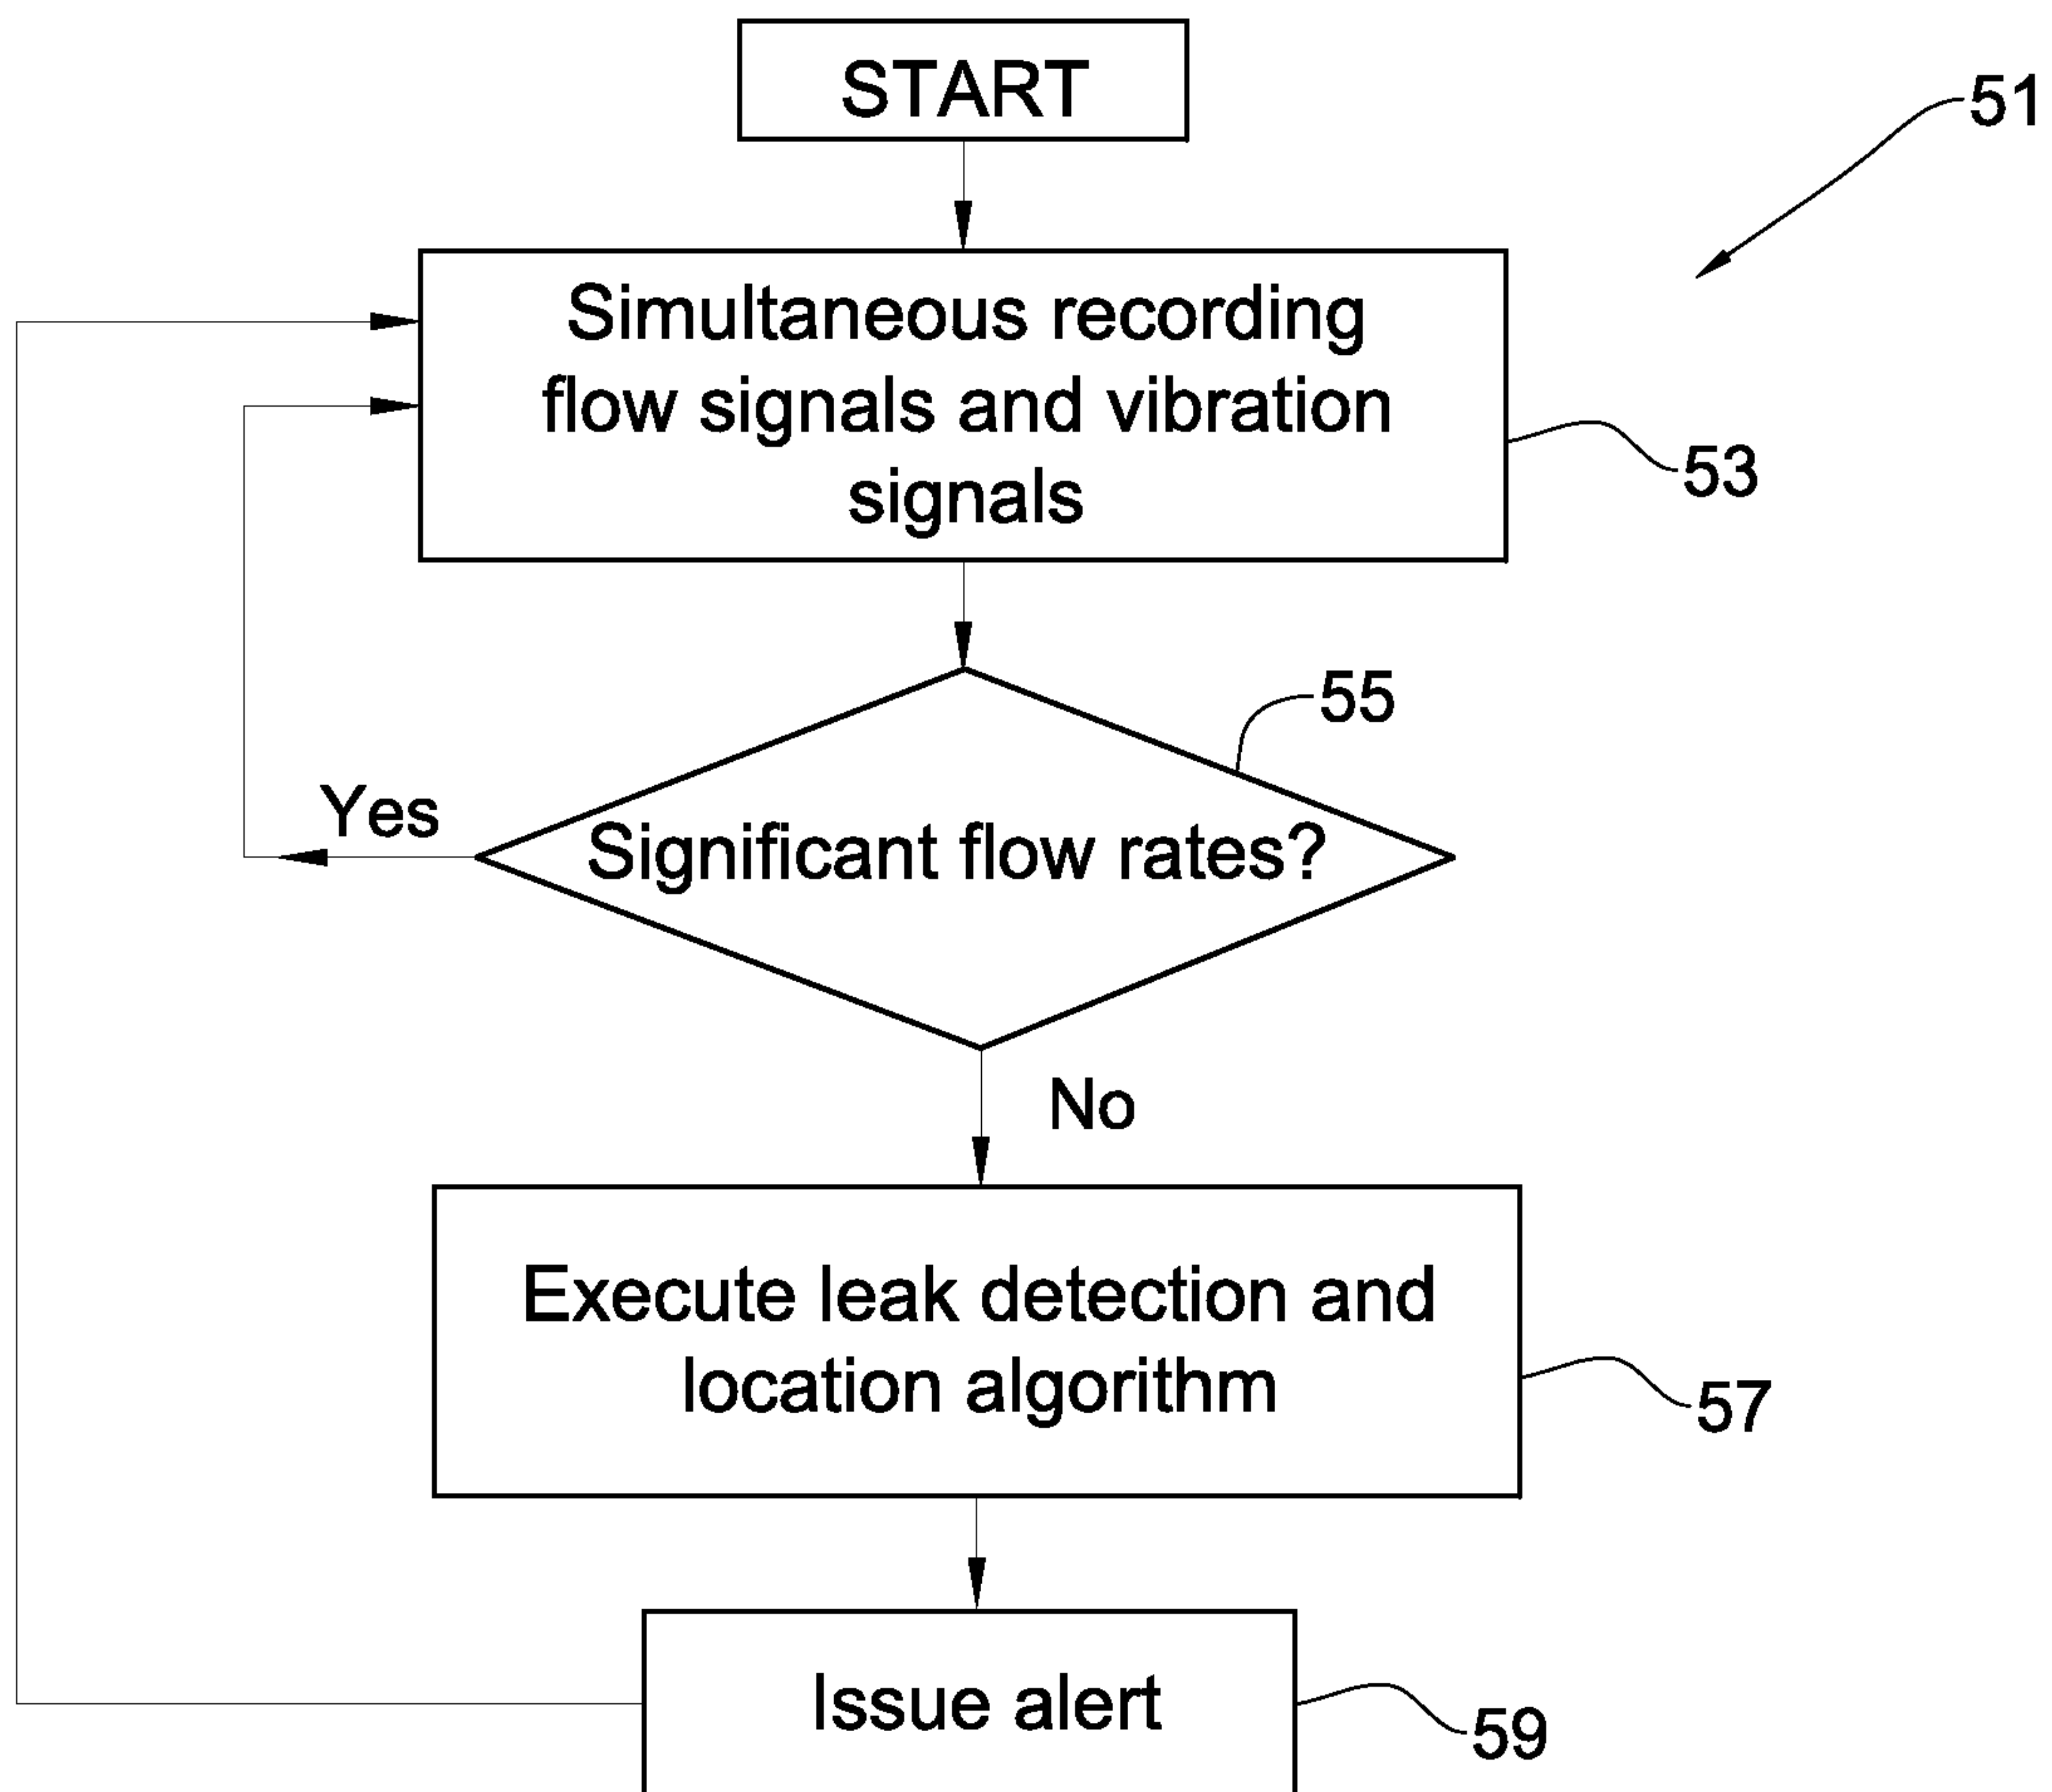 START
51
Simultaneous recording
flow signals and vibration
signals
53
55
Yes
Significant flow rates?
No
Execute leak detection and
location algorithm
57
Issue alert
59